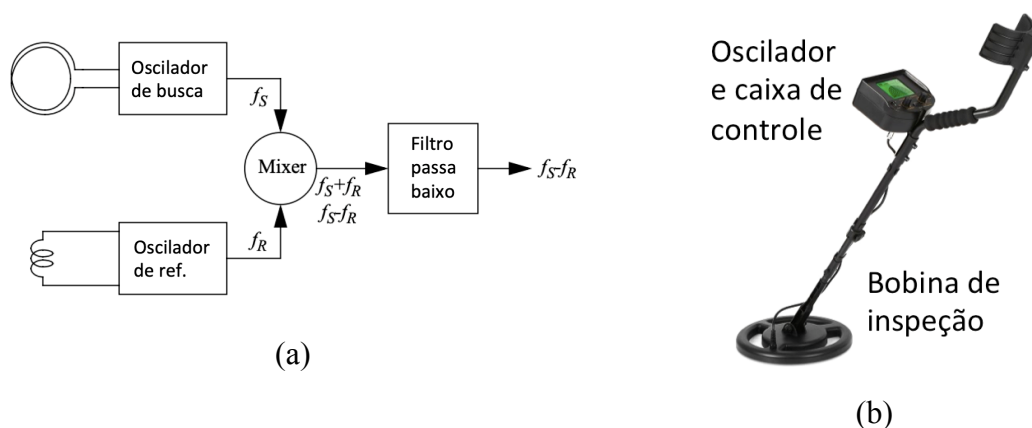 Oscilador
de busca
fS
Mixer
fS+fR
fS-fR
Filtro
passa
baixo
fS-fR
Oscilador
de ref.
fR
(a)
Oscilador
e caixa de
controle
Bobina de
inspeção
(b)